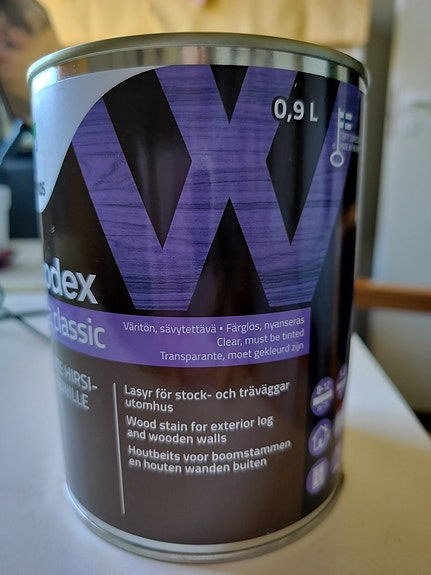 W
0,9 L
odex
classic
Väritön, sävytettävä • Färglös, nyanseras
Clear, must be tinted
Transparante, moet gekleurd zijn
HIRSI-
Lasyr för stock- och träväggar
utomhus
Wood stain for exterior log
and wooden walls
Houtbeits voor boomstammen
en houten wanden buiten